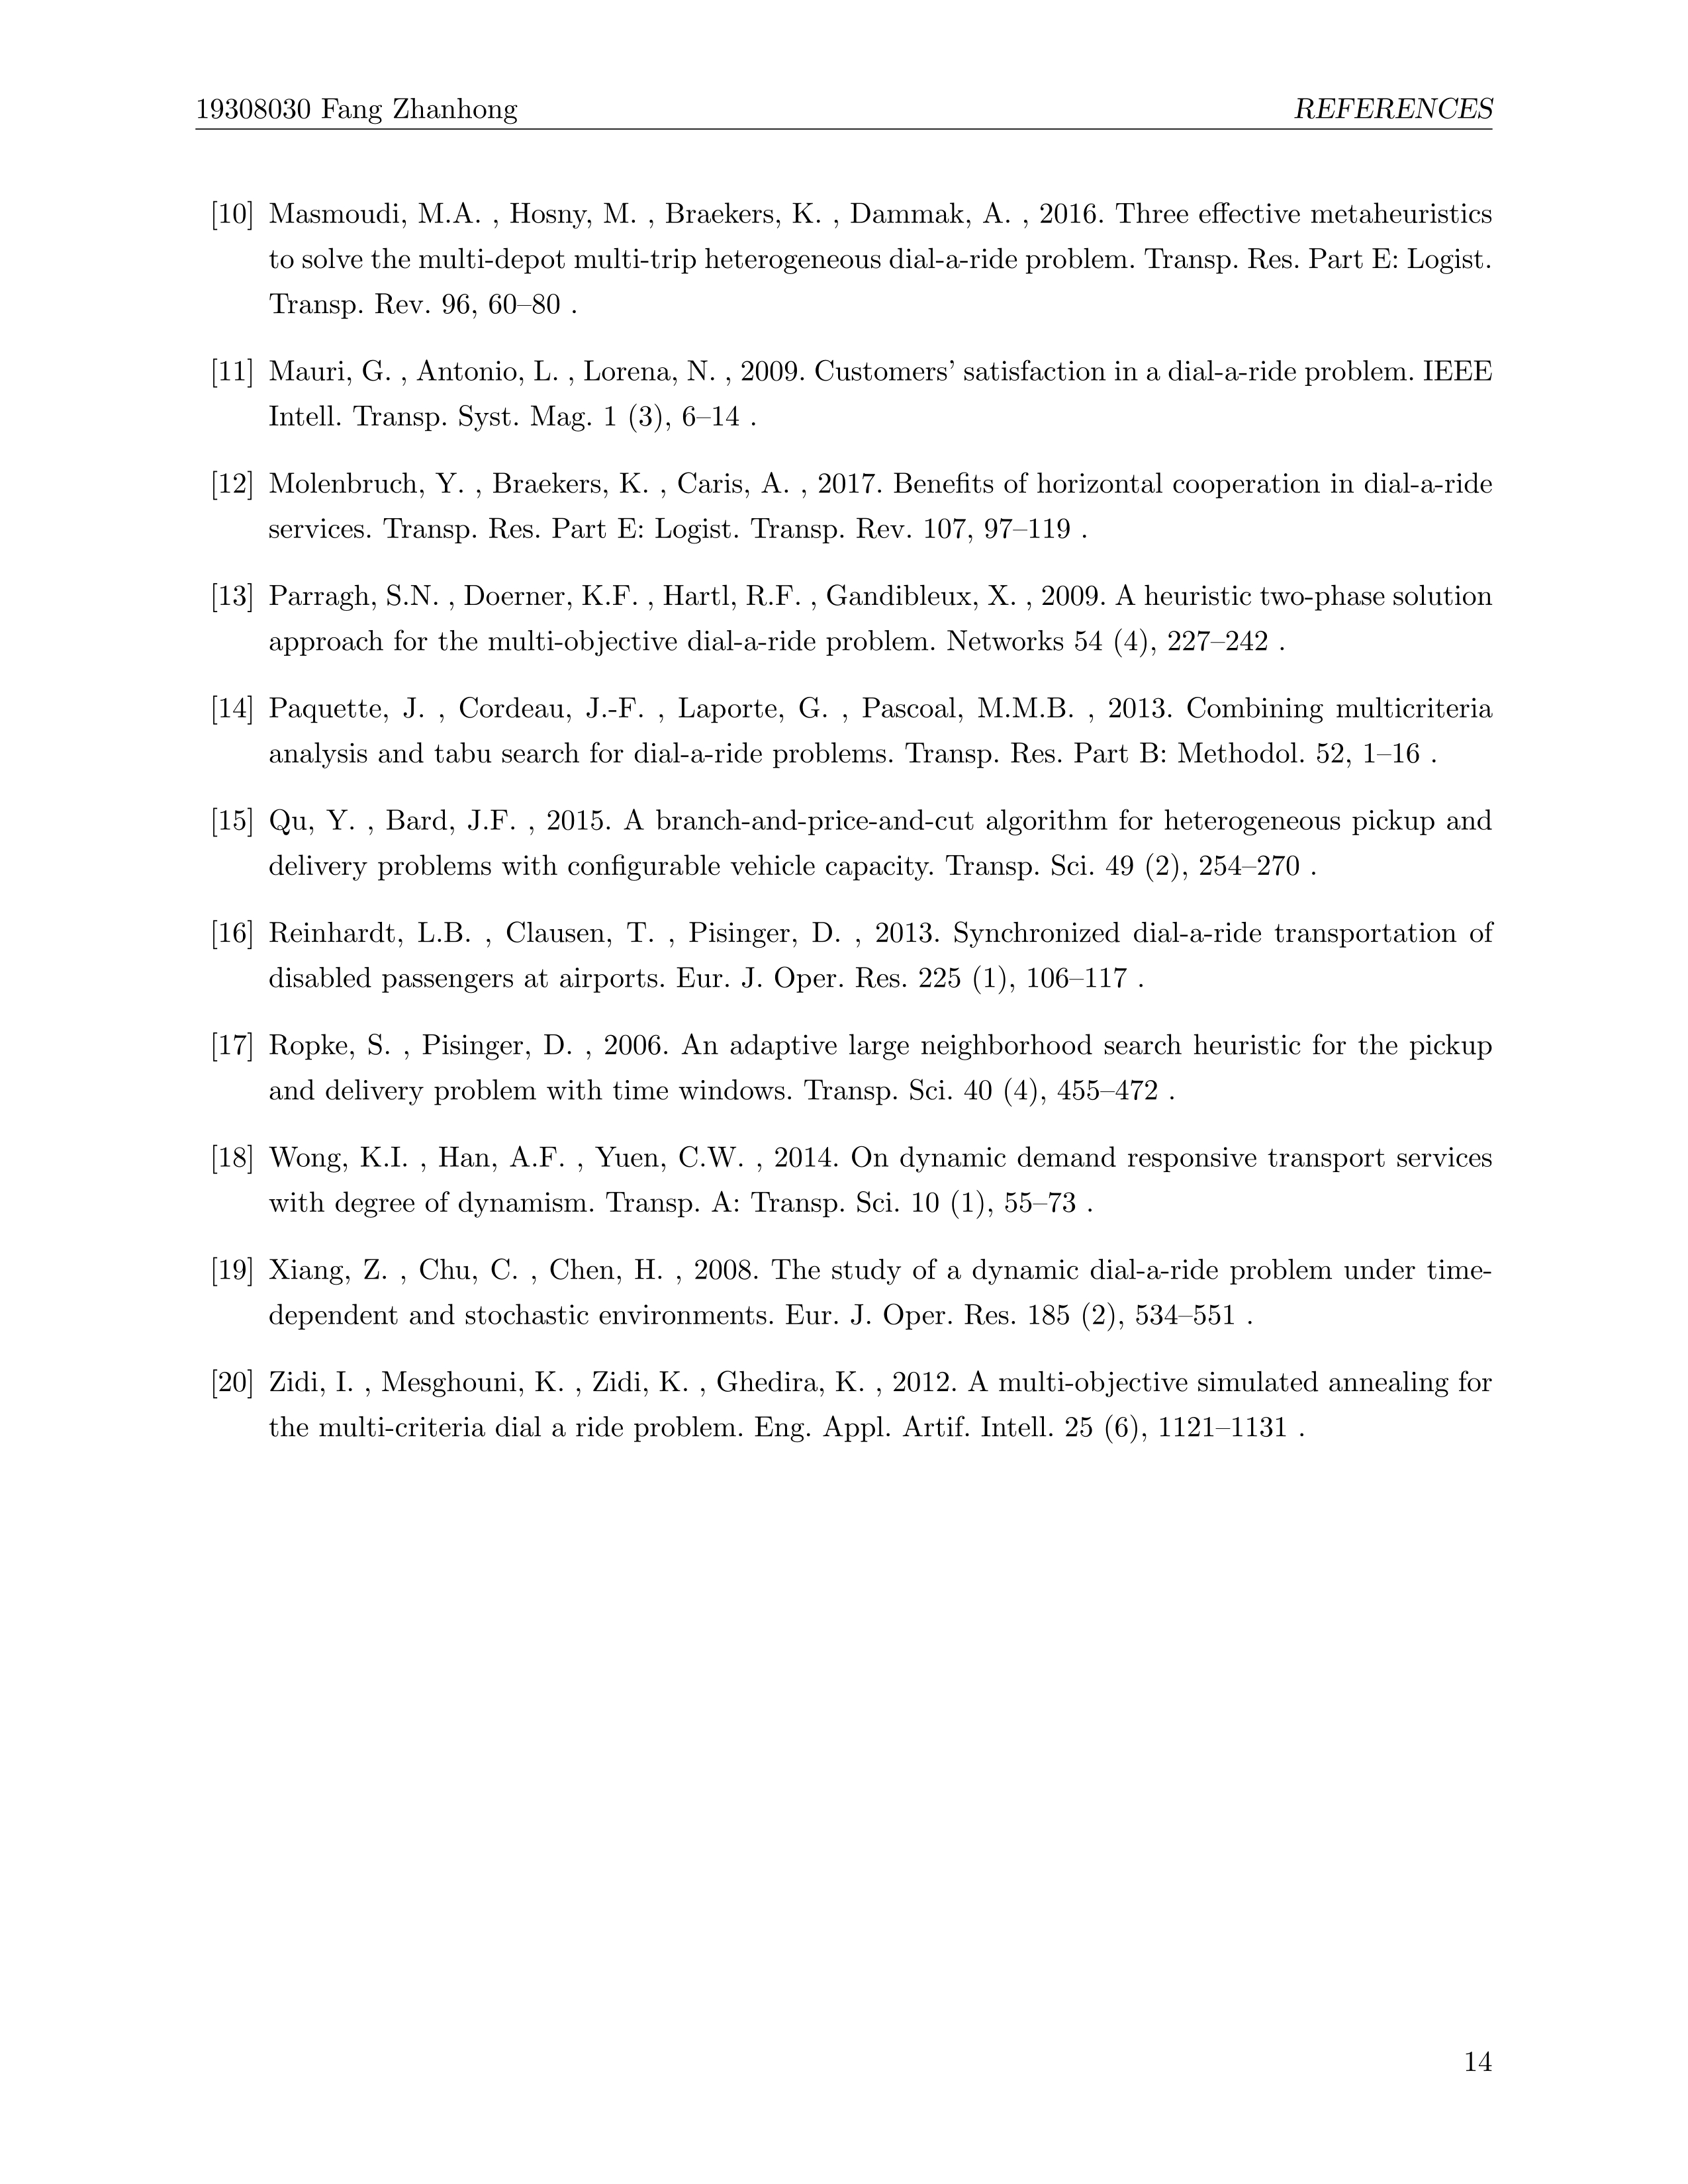 19308030 Fang Zhanhong REFERENCES
[10] Masmoudi, M.A. , Hosny, M. , Braekers, K. , Dammak, A. , 2016. Three effective metaheuristics
to solve the multi-depot multi-trip heterogeneous dial-a-ride problem. Transp. Res. Part E: Logist.
Transp. Rev. 96, 60–80 .
[11] Mauri, G. , Antonio, L. , Lorena, N. , 2009. Customers’ satisfaction in a dial-a-ride problem. IEEE
Intell. Transp. Syst. Mag. 1 (3), 6–14 .
[12] Molenbruch, Y. , Braekers, K. , Caris, A. , 2017. Benefits of horizontal cooperation in dial-a-ride
services. Transp. Res. Part E: Logist. Transp. Rev. 107, 97–119 .
[13] Parragh, S.N. , Doerner, K.F. , Hartl, R.F. , Gandibleux, X. , 2009. A heuristic two-phase solution
approach for the multi-objective dial-a-ride problem. Networks 54 (4), 227–242 .
[14] Paquette, J. , Cordeau, J.-F. , Laporte, G. , Pascoal, M.M.B. , 2013. Combining multicriteria
analysis and tabu search for dial-a-ride problems. Transp. Res. Part B: Methodol. 52, 1–16 .
[15] Qu, Y. , Bard, J.F. , 2015. A branch-and-price-and-cut algorithm for heterogeneous pickup and
delivery problems with configurable vehicle capacity. Transp. Sci. 49 (2), 254–270 .
[16] Reinhardt, L.B. , Clausen, T. , Pisinger, D. , 2013. Synchronized dial-a-ride transportation of
disabled passengers at airports. Eur. J. Oper. Res. 225 (1), 106–117 .
[17] Ropke, S. , Pisinger, D. , 2006. An adaptive large neighborhood search heuristic for the pickup
and delivery problem with time windows. Transp. Sci. 40 (4), 455–472 .
[18] Wong, K.I. , Han, A.F. , Yuen, C.W. , 2014. On dynamic demand responsive transport services
with degree of dynamism. Transp. A: Transp. Sci. 10 (1), 55–73 .
[19] Xiang, Z. , Chu, C. , Chen, H. , 2008. The study of a dynamic dial-a-ride problem under time-
dependent and stochastic environments. Eur. J. Oper. Res. 185 (2), 534–551 .
[20] Zidi, I. , Mesghouni, K. , Zidi, K. , Ghedira, K. , 2012. A multi-objective simulated annealing for
the multi-criteria dial a ride problem. Eng. Appl. Artif. Intell. 25 (6), 1121–1131 .
14